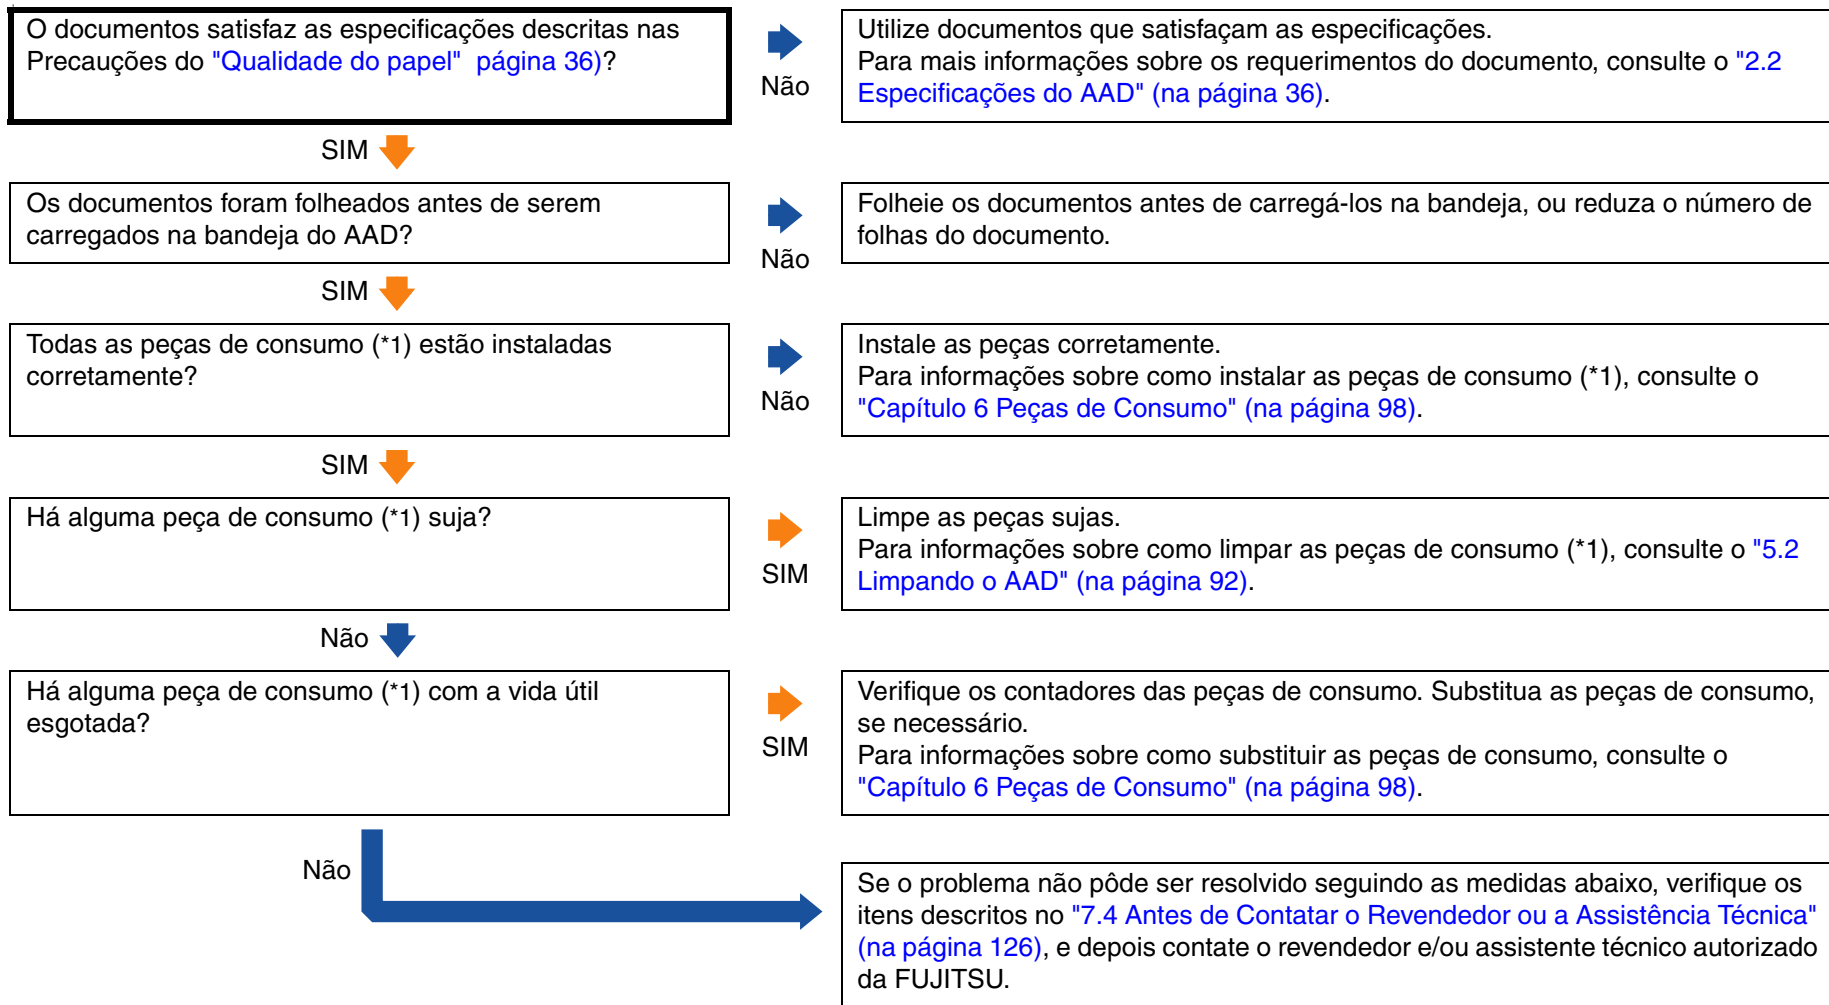 O documentos satisfaz as especificações descritas nas
Precauções do "Qualidade do papel"  página 36)?
Não
Utilize documentos que satisfaçam as especificações.
Para mais informações sobre os requerimentos do documento, consulte o "2.2
Especificações do AAD" (na página 36).
SIM
Os documentos foram folheados antes de serem
carregados na bandeja do AAD?
Não
Folheie os documentos antes de carregá-los na bandeja, ou reduza o número de
folhas do documento.
SIM
Todas as peças de consumo (*1) estão instaladas
corretamente?
Não
Instale as peças corretamente.
Para informações sobre como instalar as peças de consumo (*1), consulte o
"Capítulo 6 Peças de Consumo" (na página 98).
SIM
Há alguma peça de consumo (*1) suja?
SIM
Limpe as peças sujas.
Para informações sobre como limpar as peças de consumo (*1), consulte o "5.2
Limpando o AAD" (na página 92).
Não
Há alguma peça de consumo (*1) com a vida útil
esgotada?
SIM
Verifique os contadores das peças de consumo. Substitua as peças de consumo,
se necessário.
Para informações sobre como substituir as peças de consumo, consulte o
"Capítulo 6 Peças de Consumo" (na página 98).
Não
Se o problema não pôde ser resolvido seguindo as medidas abaixo, verifique os
itens descritos no "7.4 Antes de Contatar o Revendedor ou a Assistência Técnica"
(na página 126), e depois contate o revendedor e/ou assistente técnico autorizado
da FUJITSU.